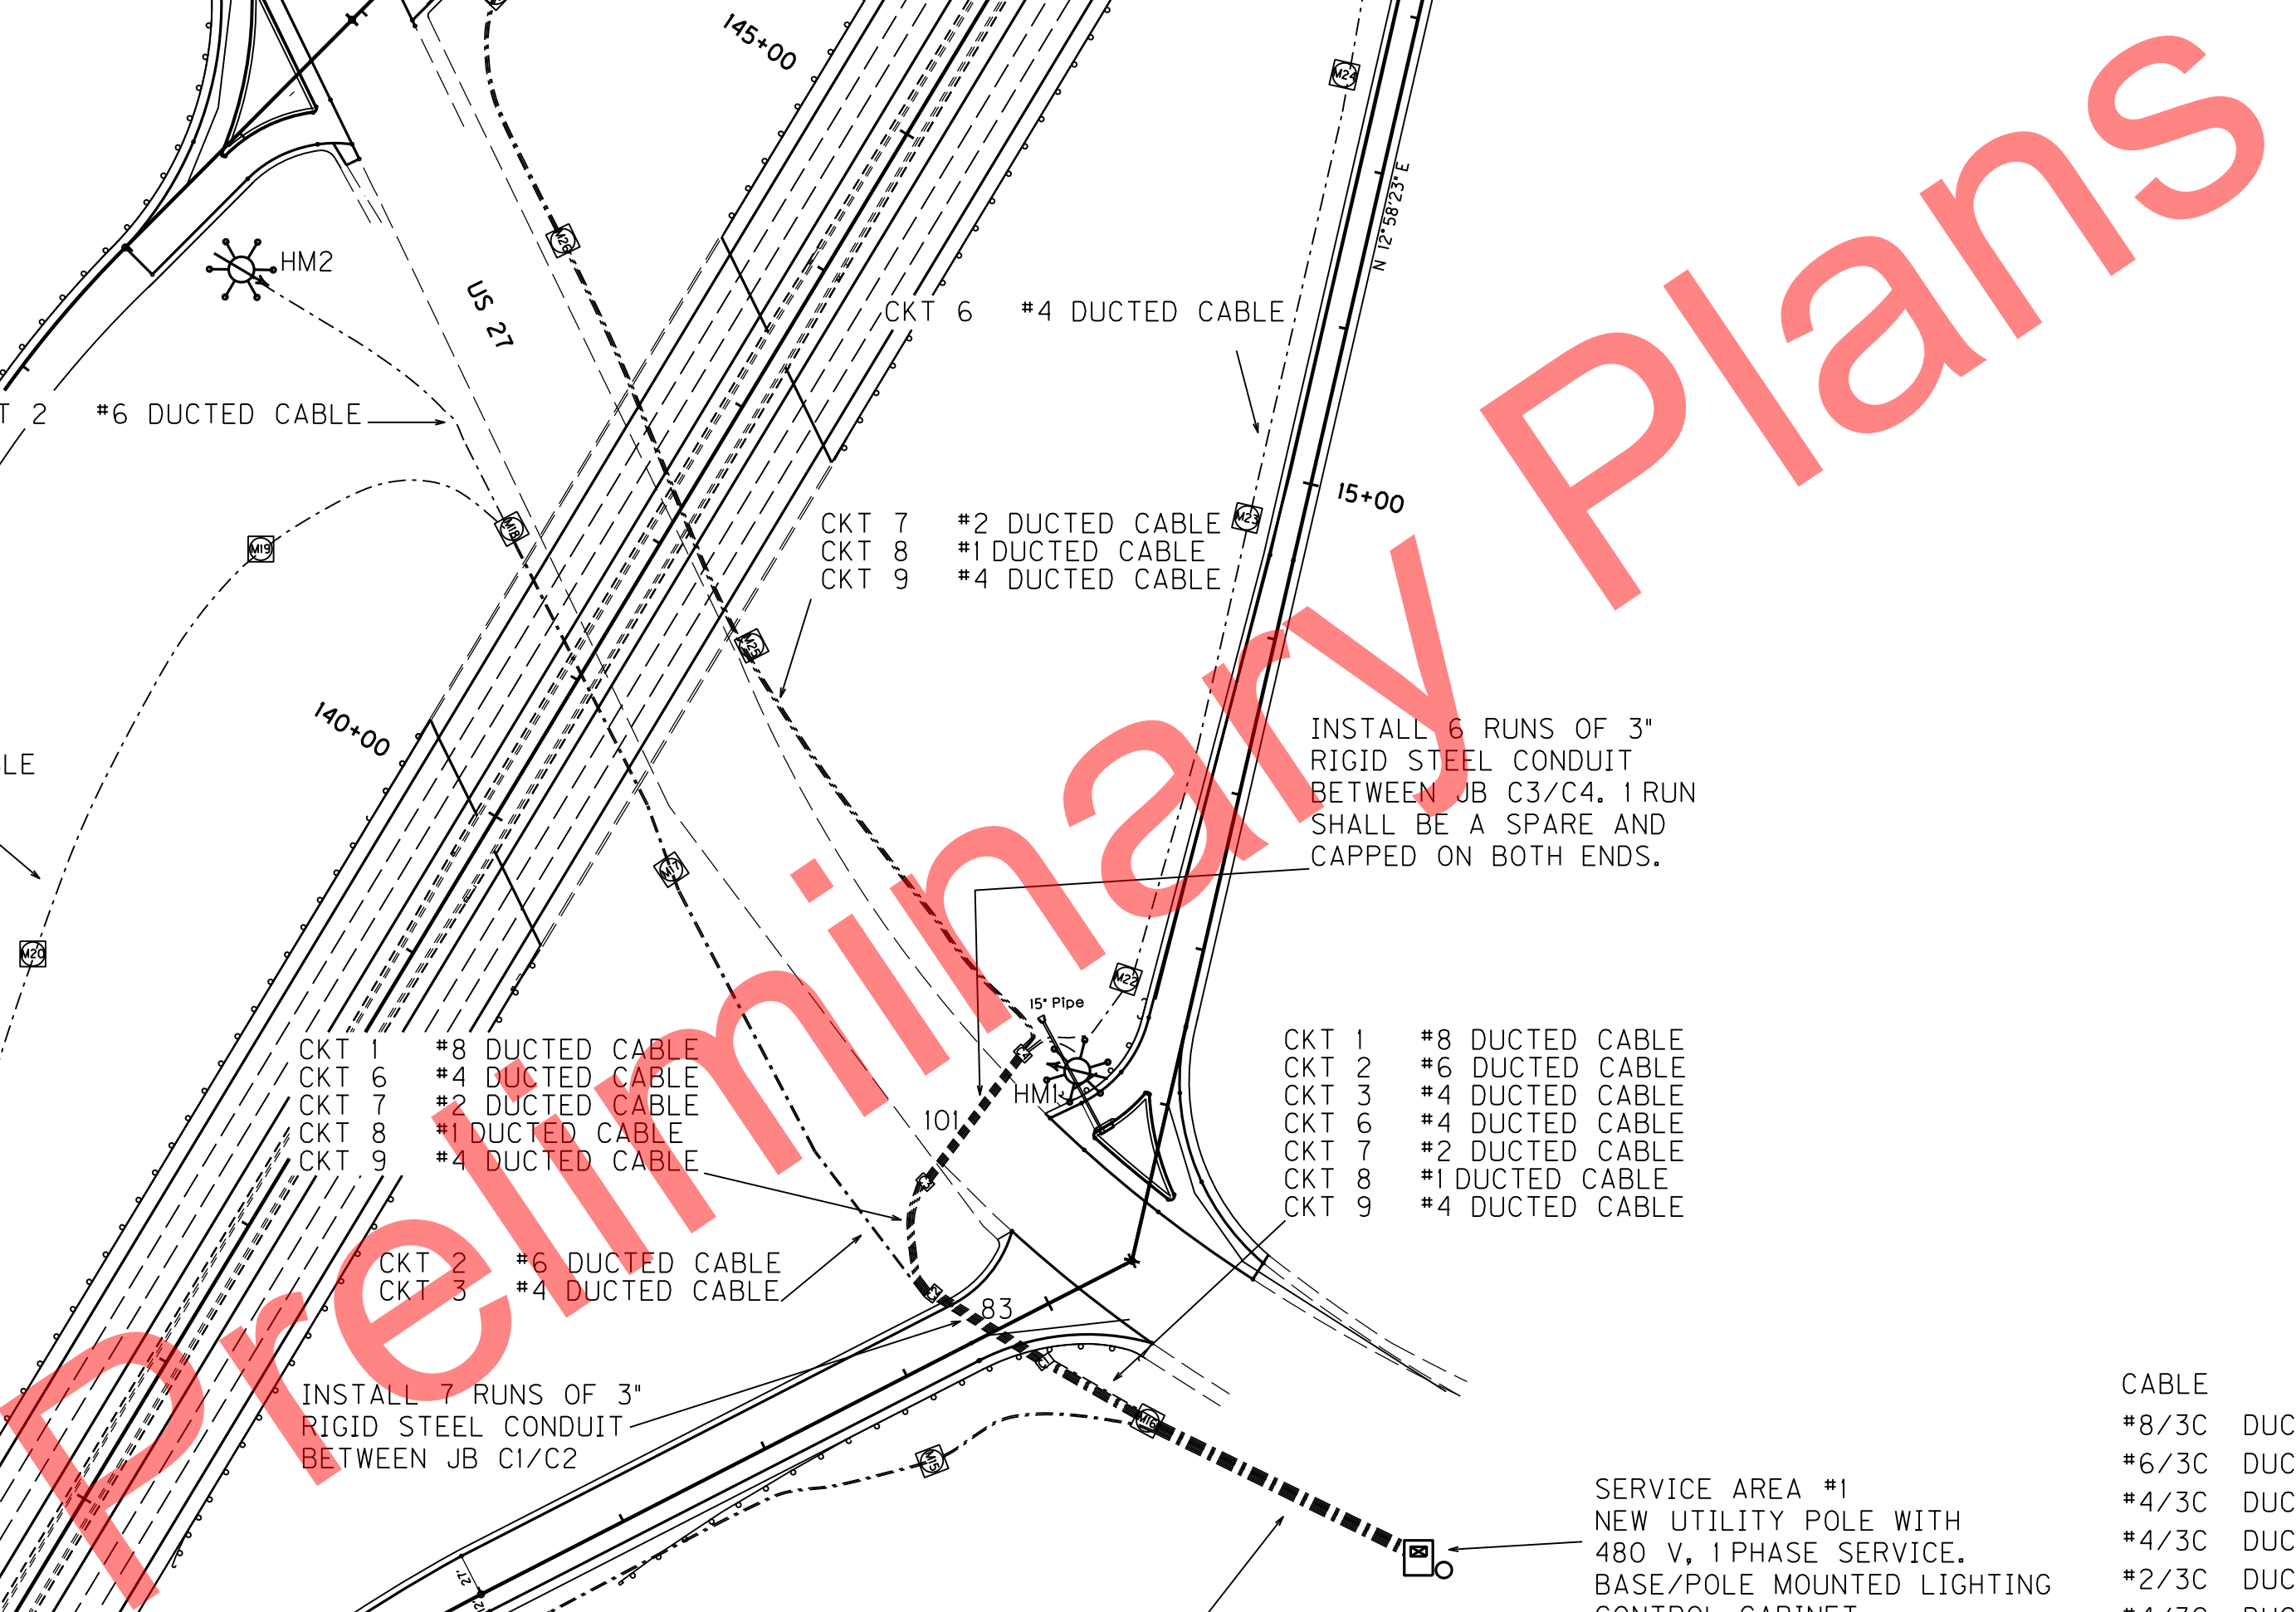 145+00
M24
N 12°58'23" E
HM2
M26
US 27
CKT 6 #4 DUCTED CABLE
T 2 #6 DUCTED CABLE
15+00
M23
M18
M19
CKT 7 #2 DUCTED CABLE
CKT 8 #1 DUCTED CABLE
CKT 9 #4 DUCTED CABLE
M25
140+00
LE
INSTALL 6 RUNS OF 3"
RIGID STEEL CONDUIT
BETWEEN JB C3/C4. 1 RUN
SHALL BE A SPARE AND
CAPPED ON BOTH ENDS.
M17
M20
M22
15" Pipe
HM1
101
CKT 1 #8 DUCTED CABLE
CKT 6 #4 DUCTED CABLE
CKT 7 #2 DUCTED CABLE
CKT 8 #1 DUCTED CABLE
CKT 9 #4 DUCTED CABLE
CKT 1 #8 DUCTED CABLE
CKT 2 #6 DUCTED CABLE
CKT 3 #4 DUCTED CABLE
CKT 6 #4 DUCTED CABLE
CKT 7 #2 DUCTED CABLE
CKT 8 #1 DUCTED CABLE
CKT 9 #4 DUCTED CABLE
CKT 2 #6 DUCTED CABLE
CKT 3 #4 DUCTED CABLE
83
INSTALL 7 RUNS OF 3"
RIGID STEEL CONDUIT
BETWEEN JB C1/C2
M16
M15
27'
SERVICE AREA #1
NEW UTILITY POLE WITH
480 V, 1 PHASE SERVICE.
BASE/POLE MOUNTED LIGHTING
CONTROL CABINET
CABLE
#8/3C DUC
#6/3C DUC
#4/3C DUC
#4/3C DUC
#2/3C DUC
Preliminary Plans